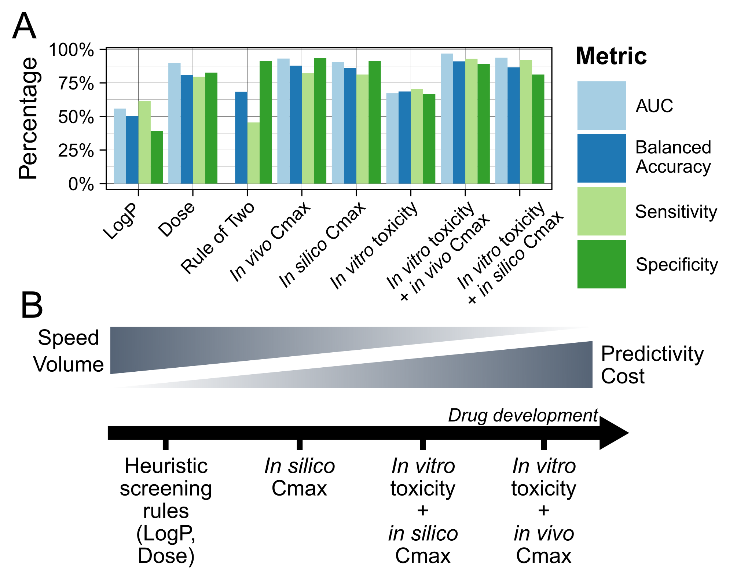 A
100%
75%
50%
25%
0%
Percentage
LogP
Dose
Rule of Two
In vivo Cmax
In silico Cmax
In vitro toxicity
In vitro toxicity
+ in vivo Cmax
In vitro toxicity
+ in silico Cmax
Metric
AUC
Balanced
Accuracy
Sensitivity
Specificity
B
Speed
Volume
Predictivity
Cost
Drug development
Heuristic
screening
rules
(LogP,
Dose)
In silico
Cmax
In vitro
toxicity
+
in silico
Cmax
In vitro
toxicity
+
in vivo
Cmax